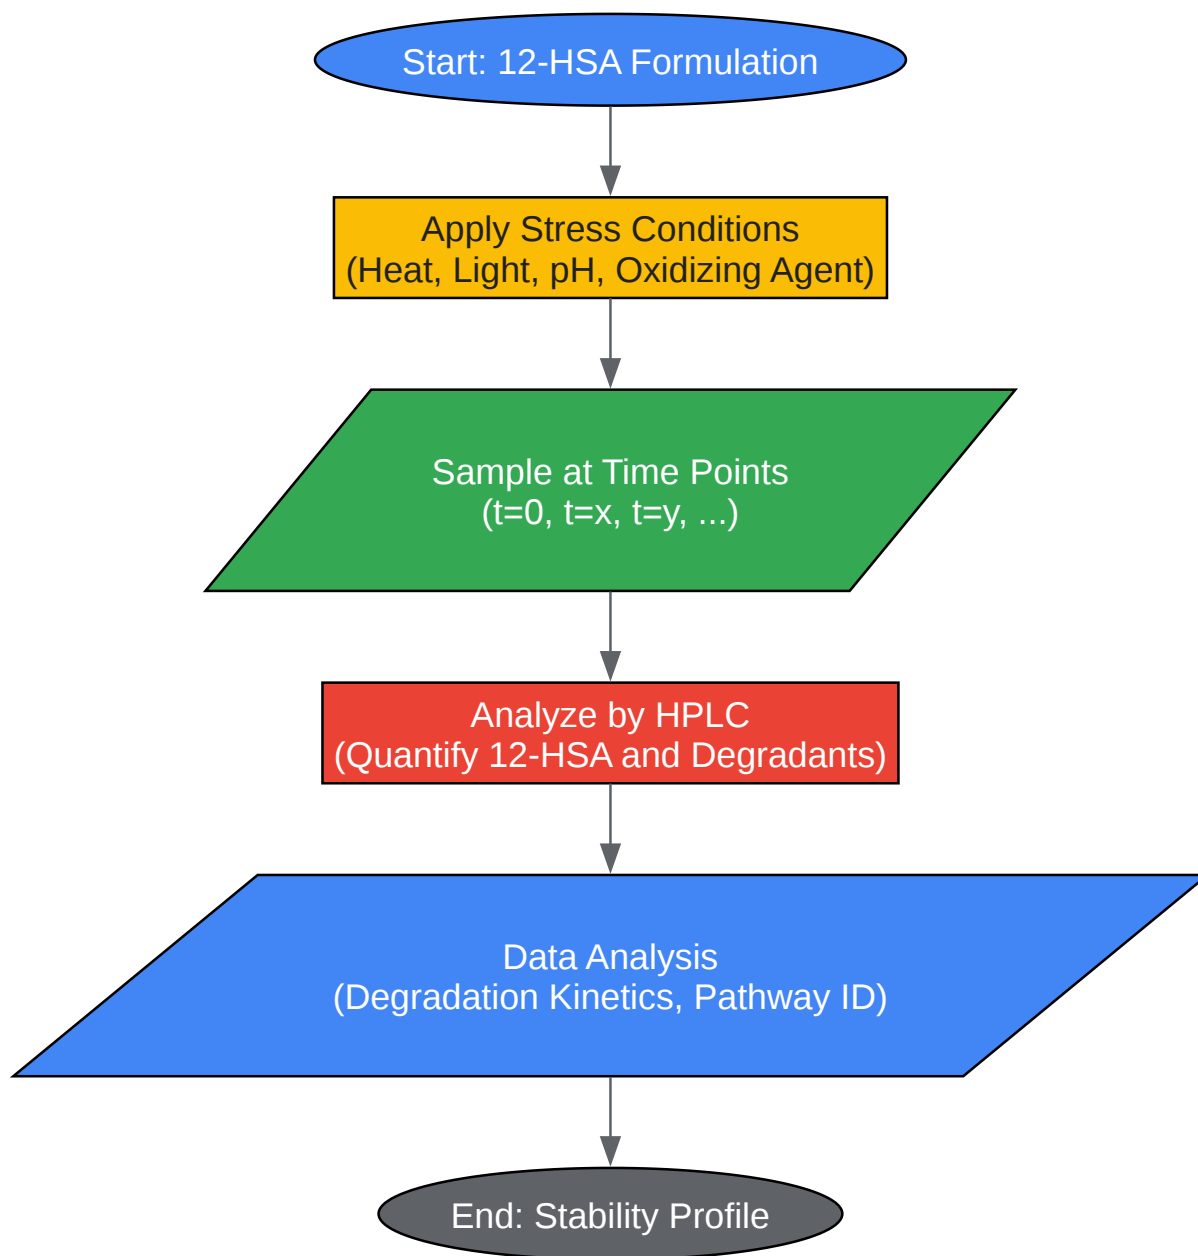 Start: 12-HSA Formulation
Apply Stress Conditions
(Heat, Light, pH, Oxidizing Agent)
Sample at Time Points
(t=0, t=x, t=y, ...)
Analyze by HPLC
(Quantify 12-HSA and Degradants)
Data Analysis
(Degradation Kinetics, Pathway ID)
End: Stability Profile